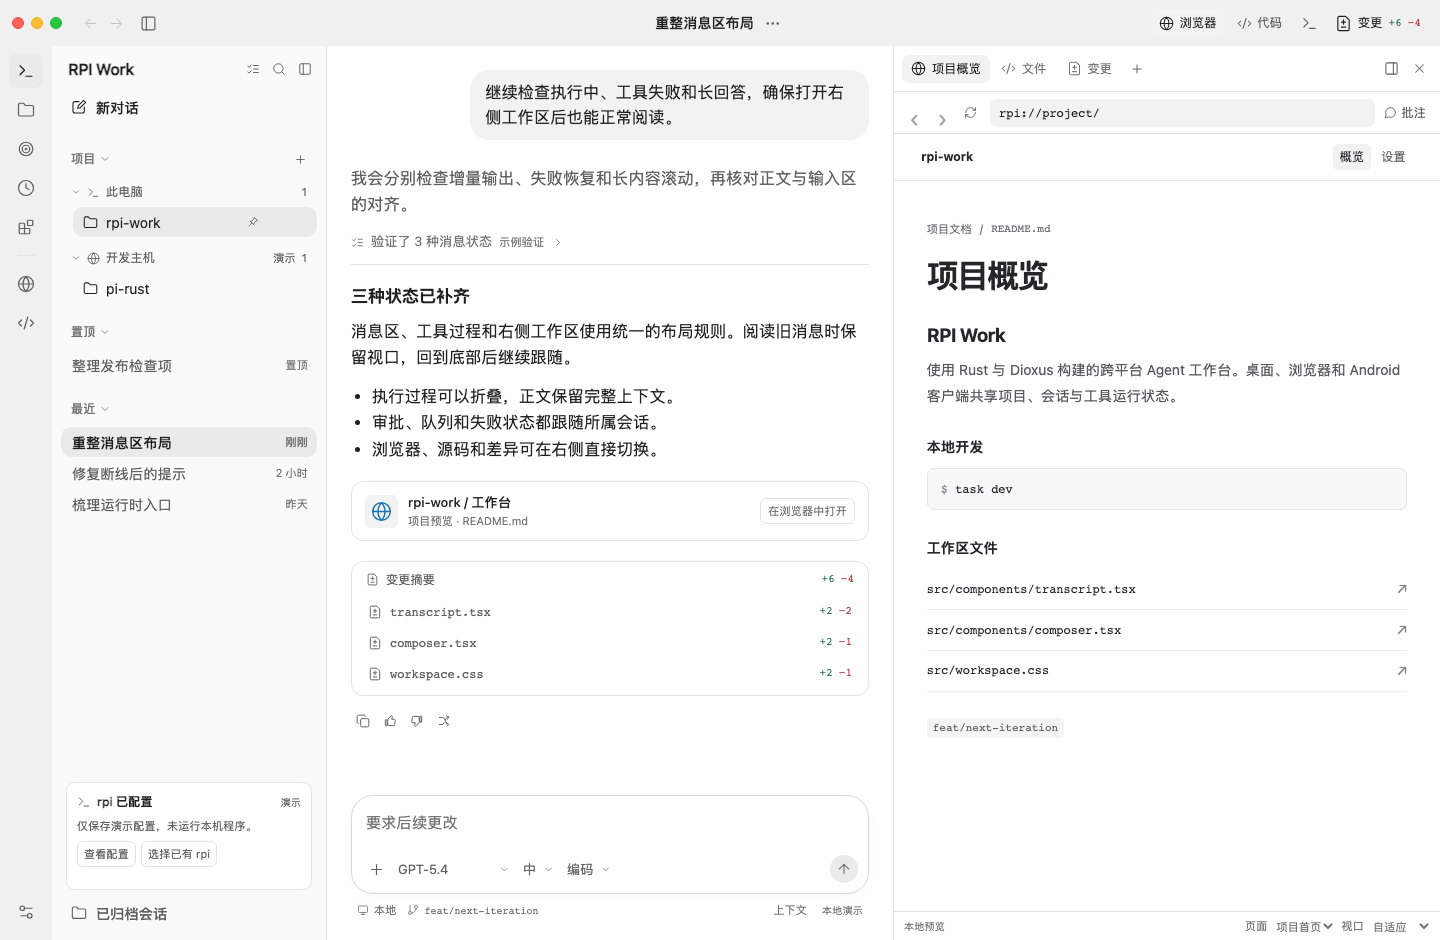 重整消息区布局 ···
浏览器
代码
变更 +6 −4
RPI Work
新对话
项目
此电脑 1
rpi-work
开发主机 演示 1
pi-rust
置顶
整理发布检查项 置顶
最近
重整消息区布局 刚刚
修复断线后的提示 2 小时
梳理运行时入口 昨天
rpi 已配置 演示
仅保存演示配置，未运行本机程序。
查看配置 选择已有 rpi
已归档会话
继续检查执行中、工具失败和长回答，确保打开右
侧工作区后也能正常阅读。
我会分别检查增量输出、失败恢复和长内容滚动，再核对正文与输入区
的对齐。
验证了 3 种消息状态 示例验证
三种状态已补齐
消息区、工具过程和右侧工作区使用统一的布局规则。阅读旧消息时保
留视口，回到底部后继续跟随。
• 执行过程可以折叠，正文保留完整上下文。
• 审批、队列和失败状态都跟随所属会话。
• 浏览器、源码和差异可在右侧直接切换。
rpi-work / 工作台
项目预览 · README.md
在浏览器中打开
变更摘要 +6 −4
transcript.tsx +2 −2
composer.tsx +2 −1
workspace.css +2 −1
要求后续更改
GPT-5.4 中 编码
本地 feat/next-iteration 上下文 本地演示
项目概览 文件 变更
rpi://project/ 批注
rpi-work 概览 设置
项目文档 / README.md
项目概览
RPI Work
使用 Rust 与 Dioxus 构建的跨平台 Agent 工作台。桌面、浏览器和 Android
客户端共享项目、会话与工具运行状态。
本地开发
$ task dev
工作区文件
src/components/transcript.tsx
src/components/composer.tsx
src/workspace.css
feat/next-iteration
本地预览 页面 项目首页 视口 自适应